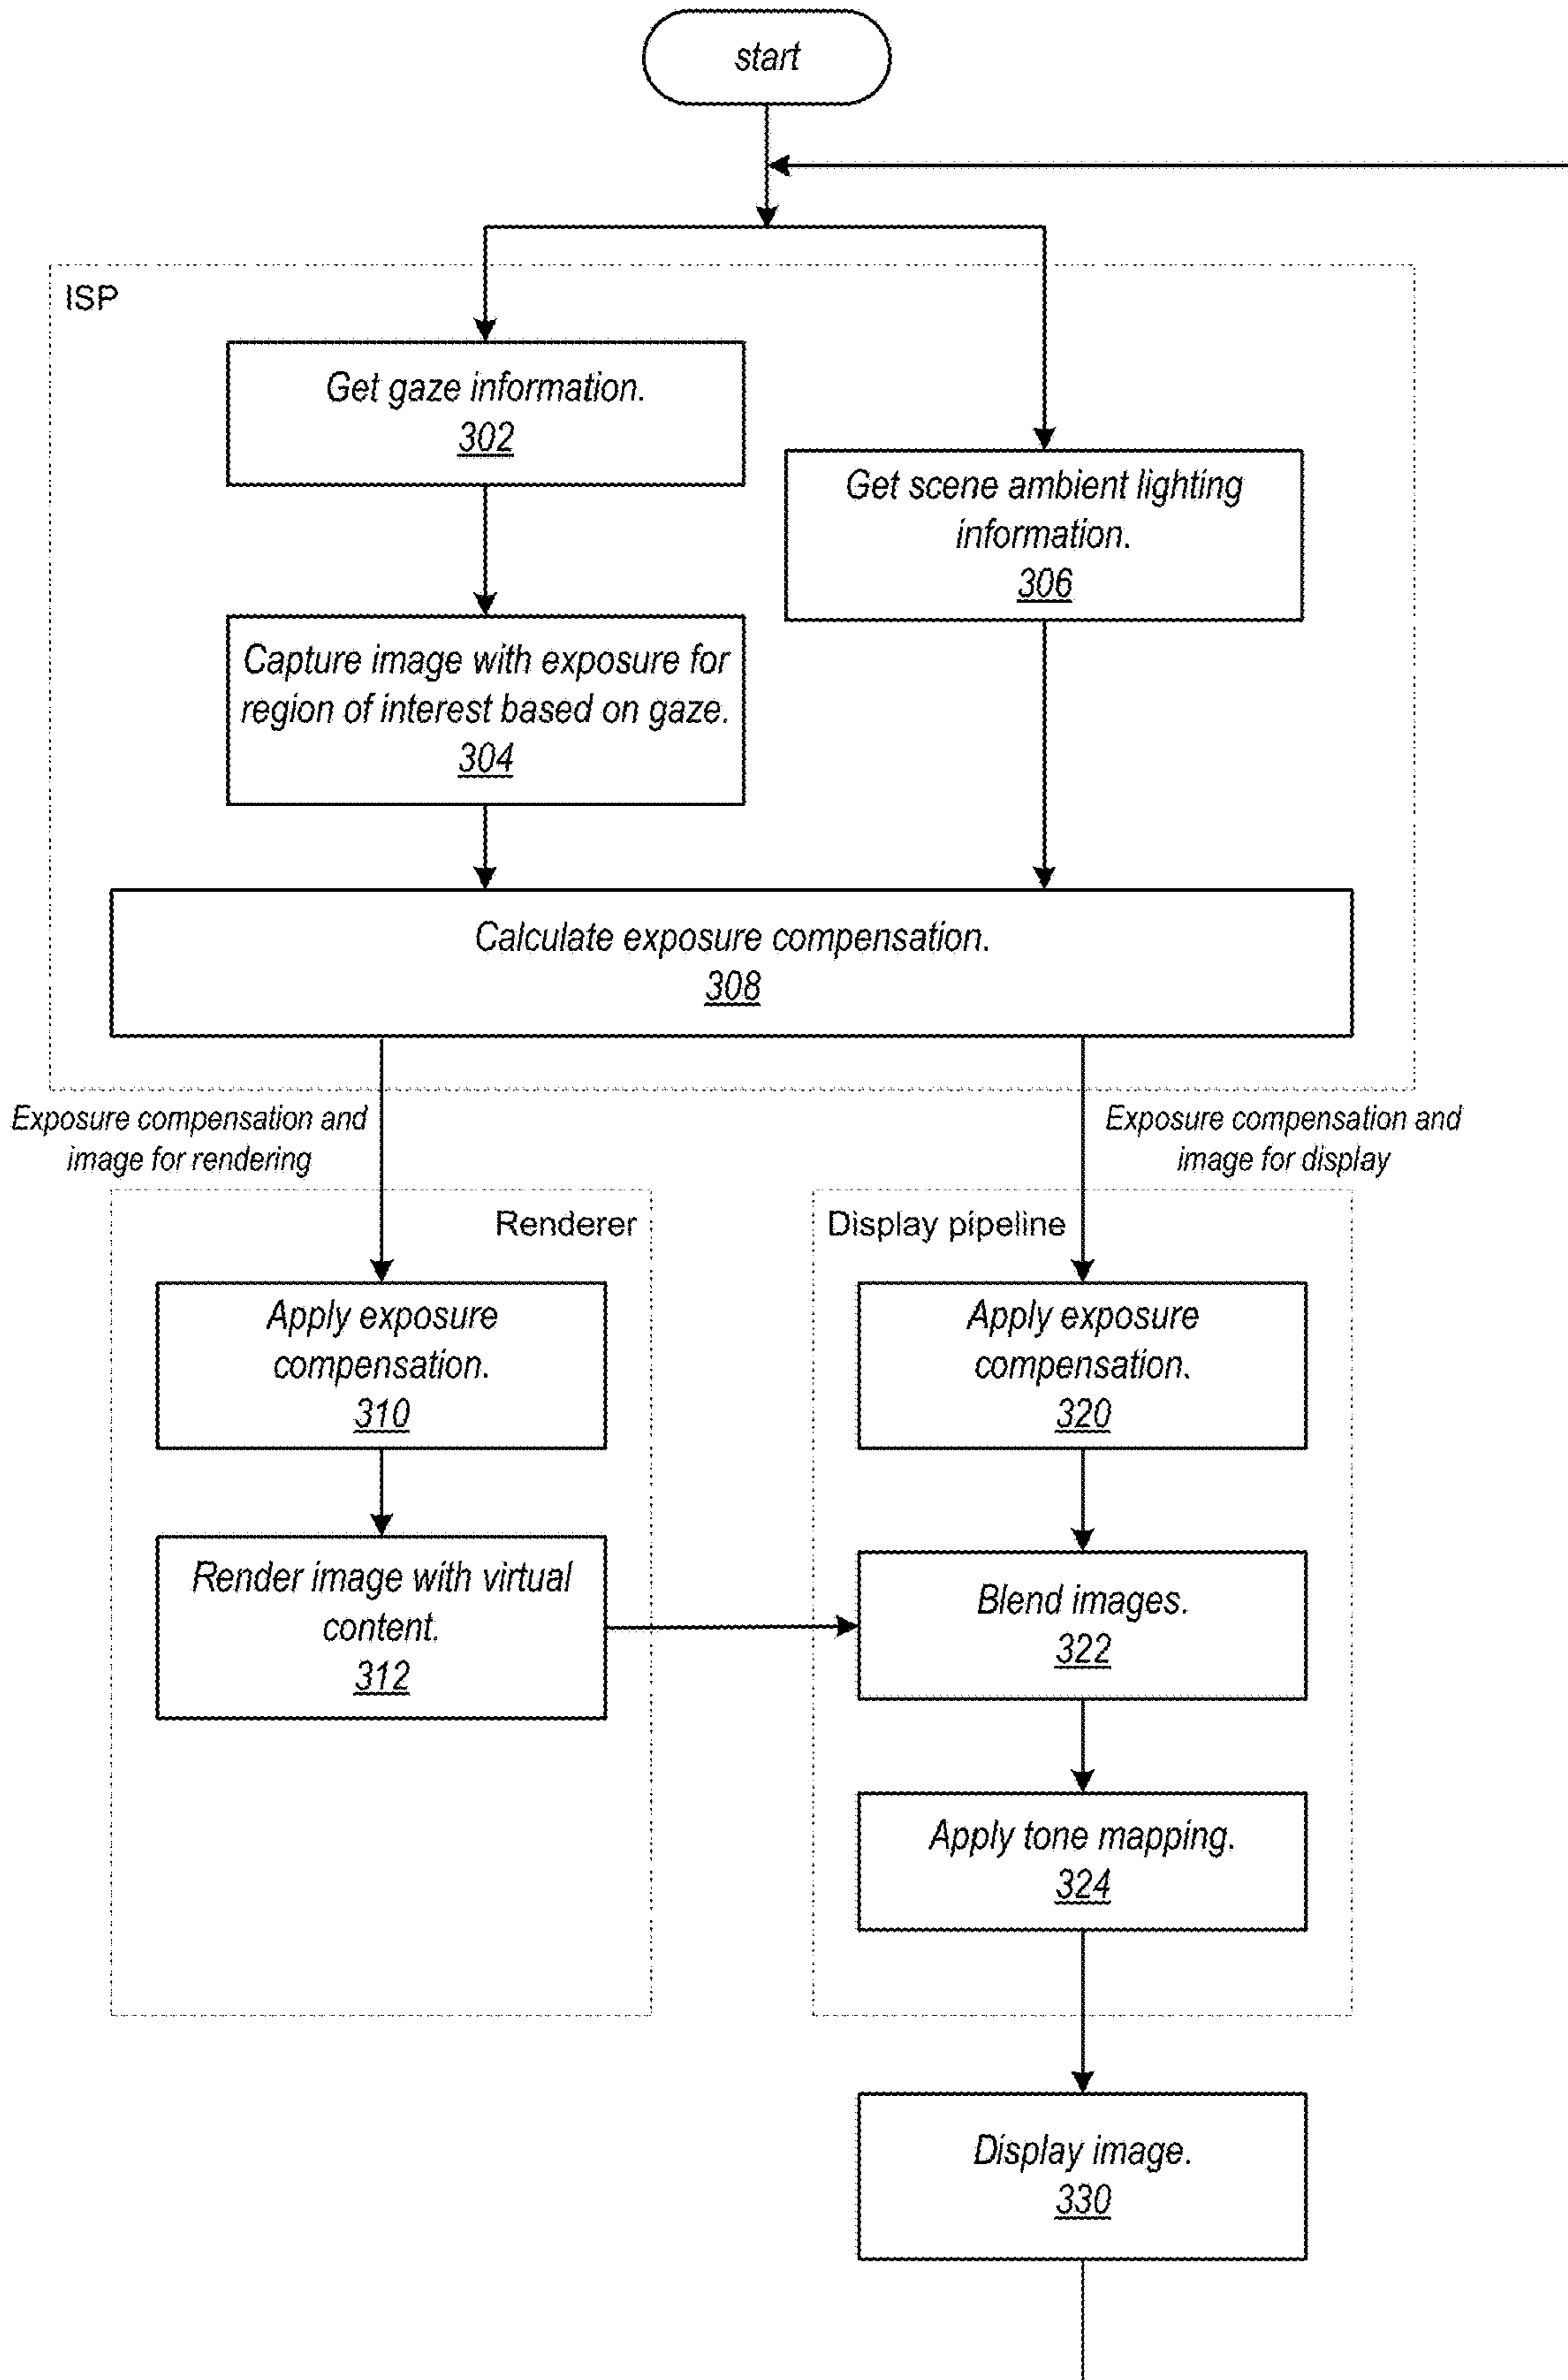 start
ISP
Get gaze information.
302
Get scene ambient lighting
information.
306
Capture image with exposure for
region of interest based on gaze.
304
Calculate exposure compensation.
308
Exposure compensation and
image for rendering
Exposure compensation and
image for display
Renderer
Display pipeline
Apply exposure
compensation.
310
Apply exposure
compensation.
320
Render image with virtual
content.
312
Blend images.
322
Apply tone mapping.
324
Display image.
330